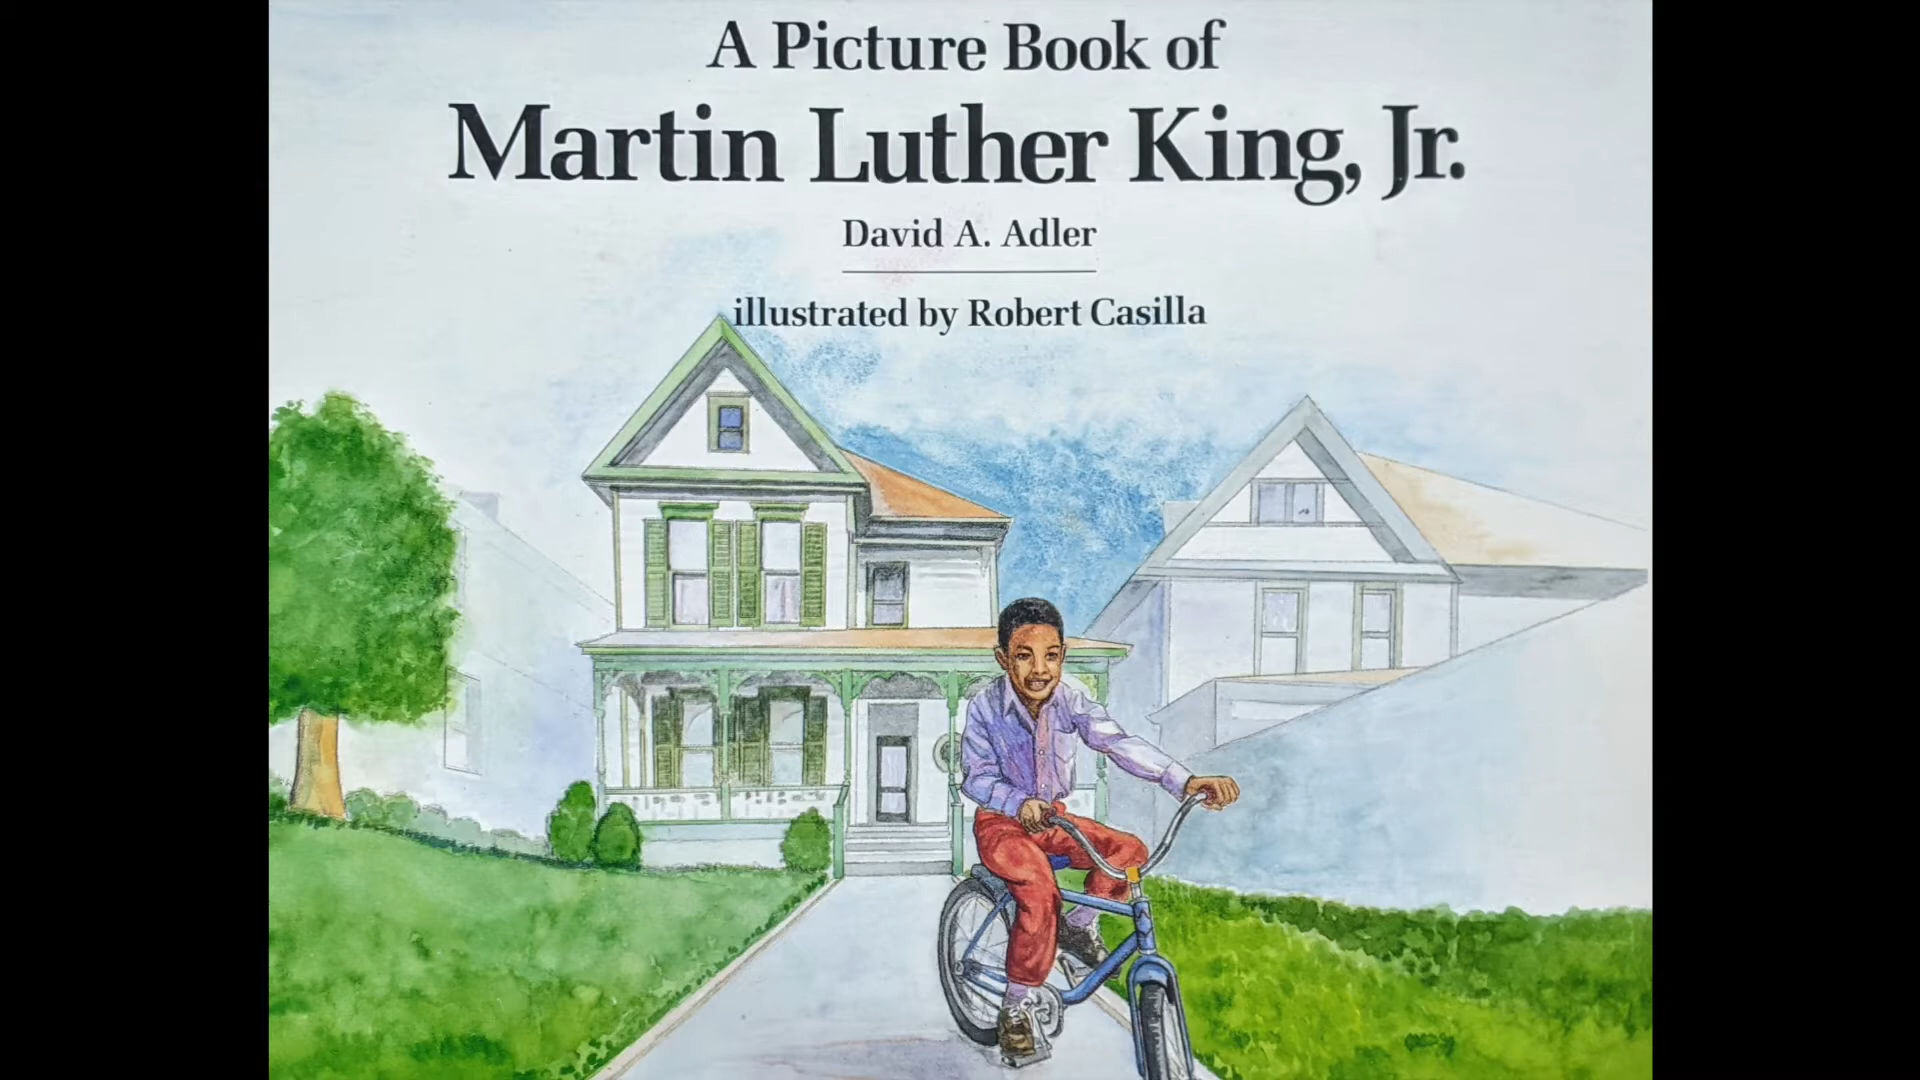 A Picture Book of
Martin Luther King, Jr.
David A. Adler
illustrated by Robert Casilla